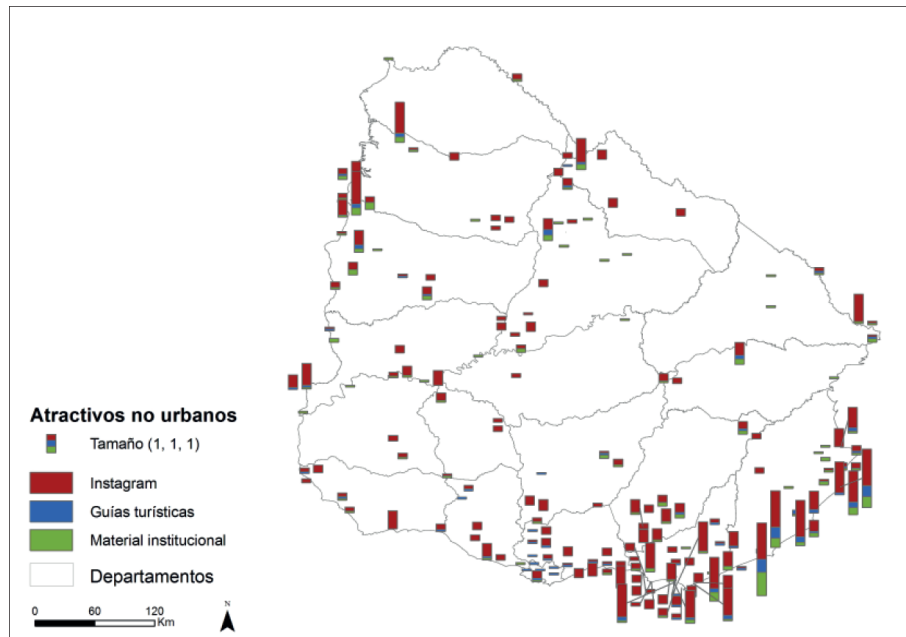 Atractivos no urbanos
Tamaño (1, 1, 1)
Instagram
Guías turísticas
Material institucional
Departamentos
0 60 120
Km
N